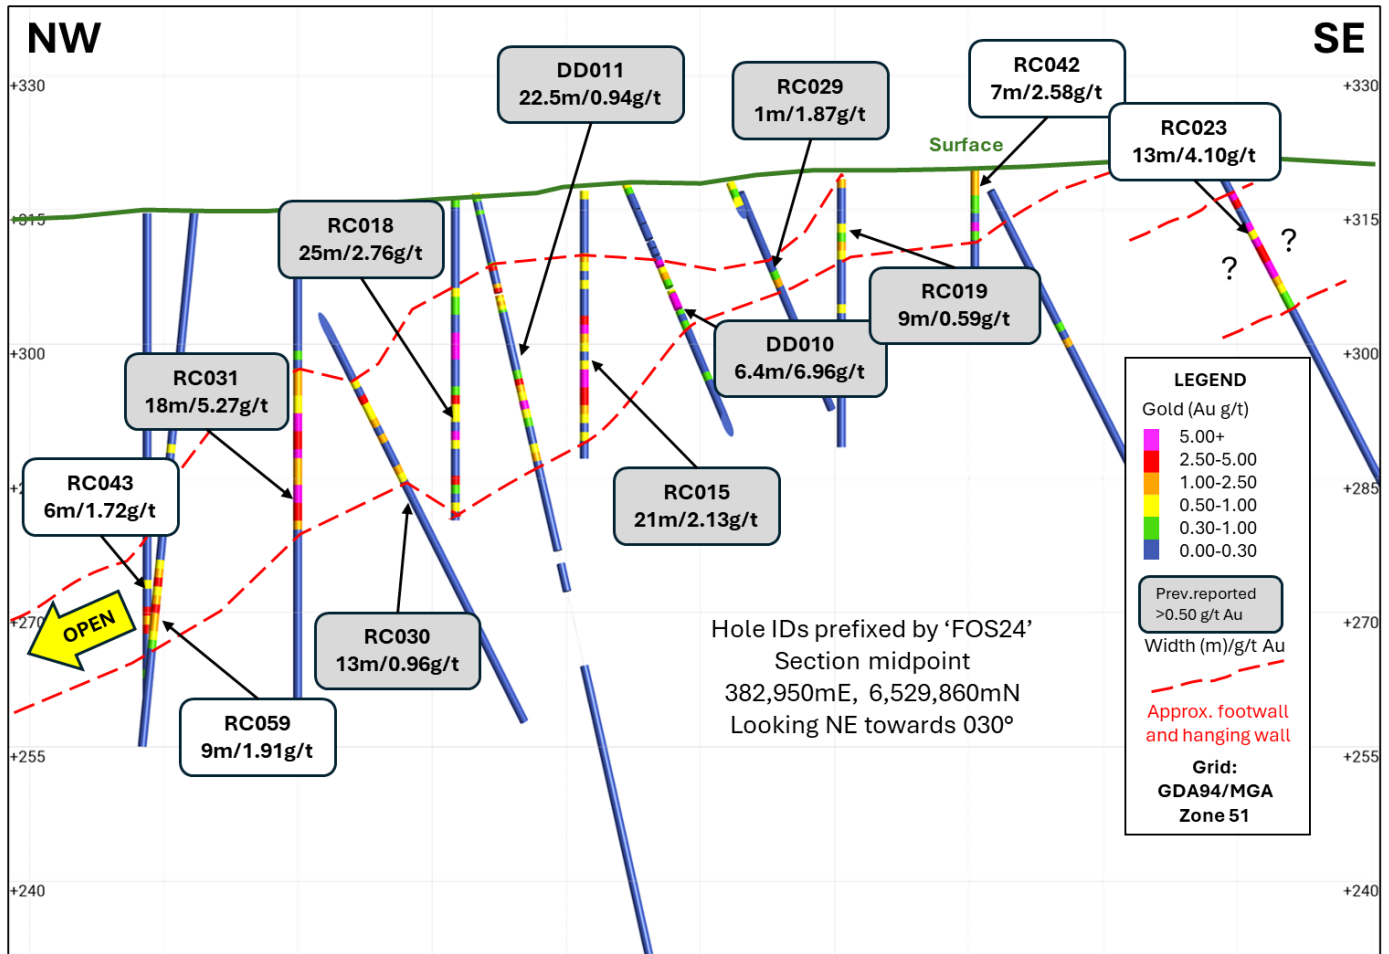 NW
SE
+330
+330
DD011
22.5m/0.94g/t
RC029
1m/1.87g/t
RC042
7m/2.58g/t
RC023
13m/4.10g/t
Surface
+315
+315
RC018
25m/2.76g/t
?
?
RC019
9m/0.59g/t
+300
+300
DD010
6.4m/6.96g/t
RC031
18m/5.27g/t
RC043
6m/1.72g/t
RC015
21m/2.13g/t
+2
+285
OPEN
+270
+270
RC030
13m/0.96g/t
RC059
9m/1.91g/t
Hole IDs prefixed by ‘FOS24’
Section midpoint
382,950mE, 6,529,860mN
Looking NE towards 030°
+255
+255
+240
+240
LEGEND
Gold (Au g/t)
5.00+
2.50-5.00
1.00-2.50
0.50-1.00
0.30-1.00
0.00-0.30
Prev.reported
>0.50 g/t Au
Width (m)/g/t Au
Approx. footwall
and hanging wall
Grid:
GDA94/MGA
Zone 51